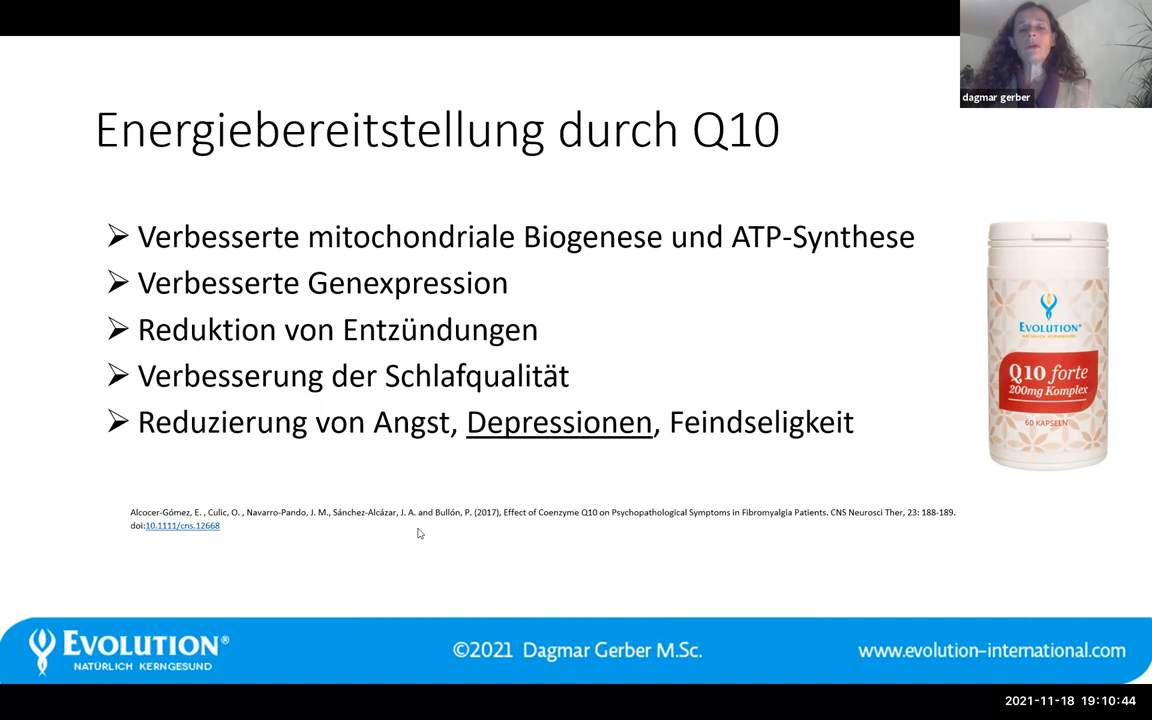 dagmar gerber
Energiebereitstellung durch Q10
Verbesserte mitochondriale Biogenese und ATP-Synthese
Verbesserte Genexpression
Reduktion von Entzündungen
Verbesserung der Schlafqualität
Reduzierung von Angst, Depressionen, Feindseligkeit
EVOLUTION®
NATÜRLICH KERNGESUND
Q10 forte
200mg Komplex
60 KAPSELN
Alcocer-Gómez, E. , Culic, O. , Navarro-Pando, J. M., Sánchez-Alcázar, J. A. and Bullón, P. (2017), Effect of Coenzyme Q10 on Psychopathological Symptoms in Fibromyalgia Patients. CNS Neurosci Ther, 23: 188-189.
doi:10.1111/cns.12668
EVOLUTION®
NATÜRLICH KERNGESUND
©2021 Dagmar Gerber M.Sc.
www.evolution-international.com
2021-11-18 19:10:44